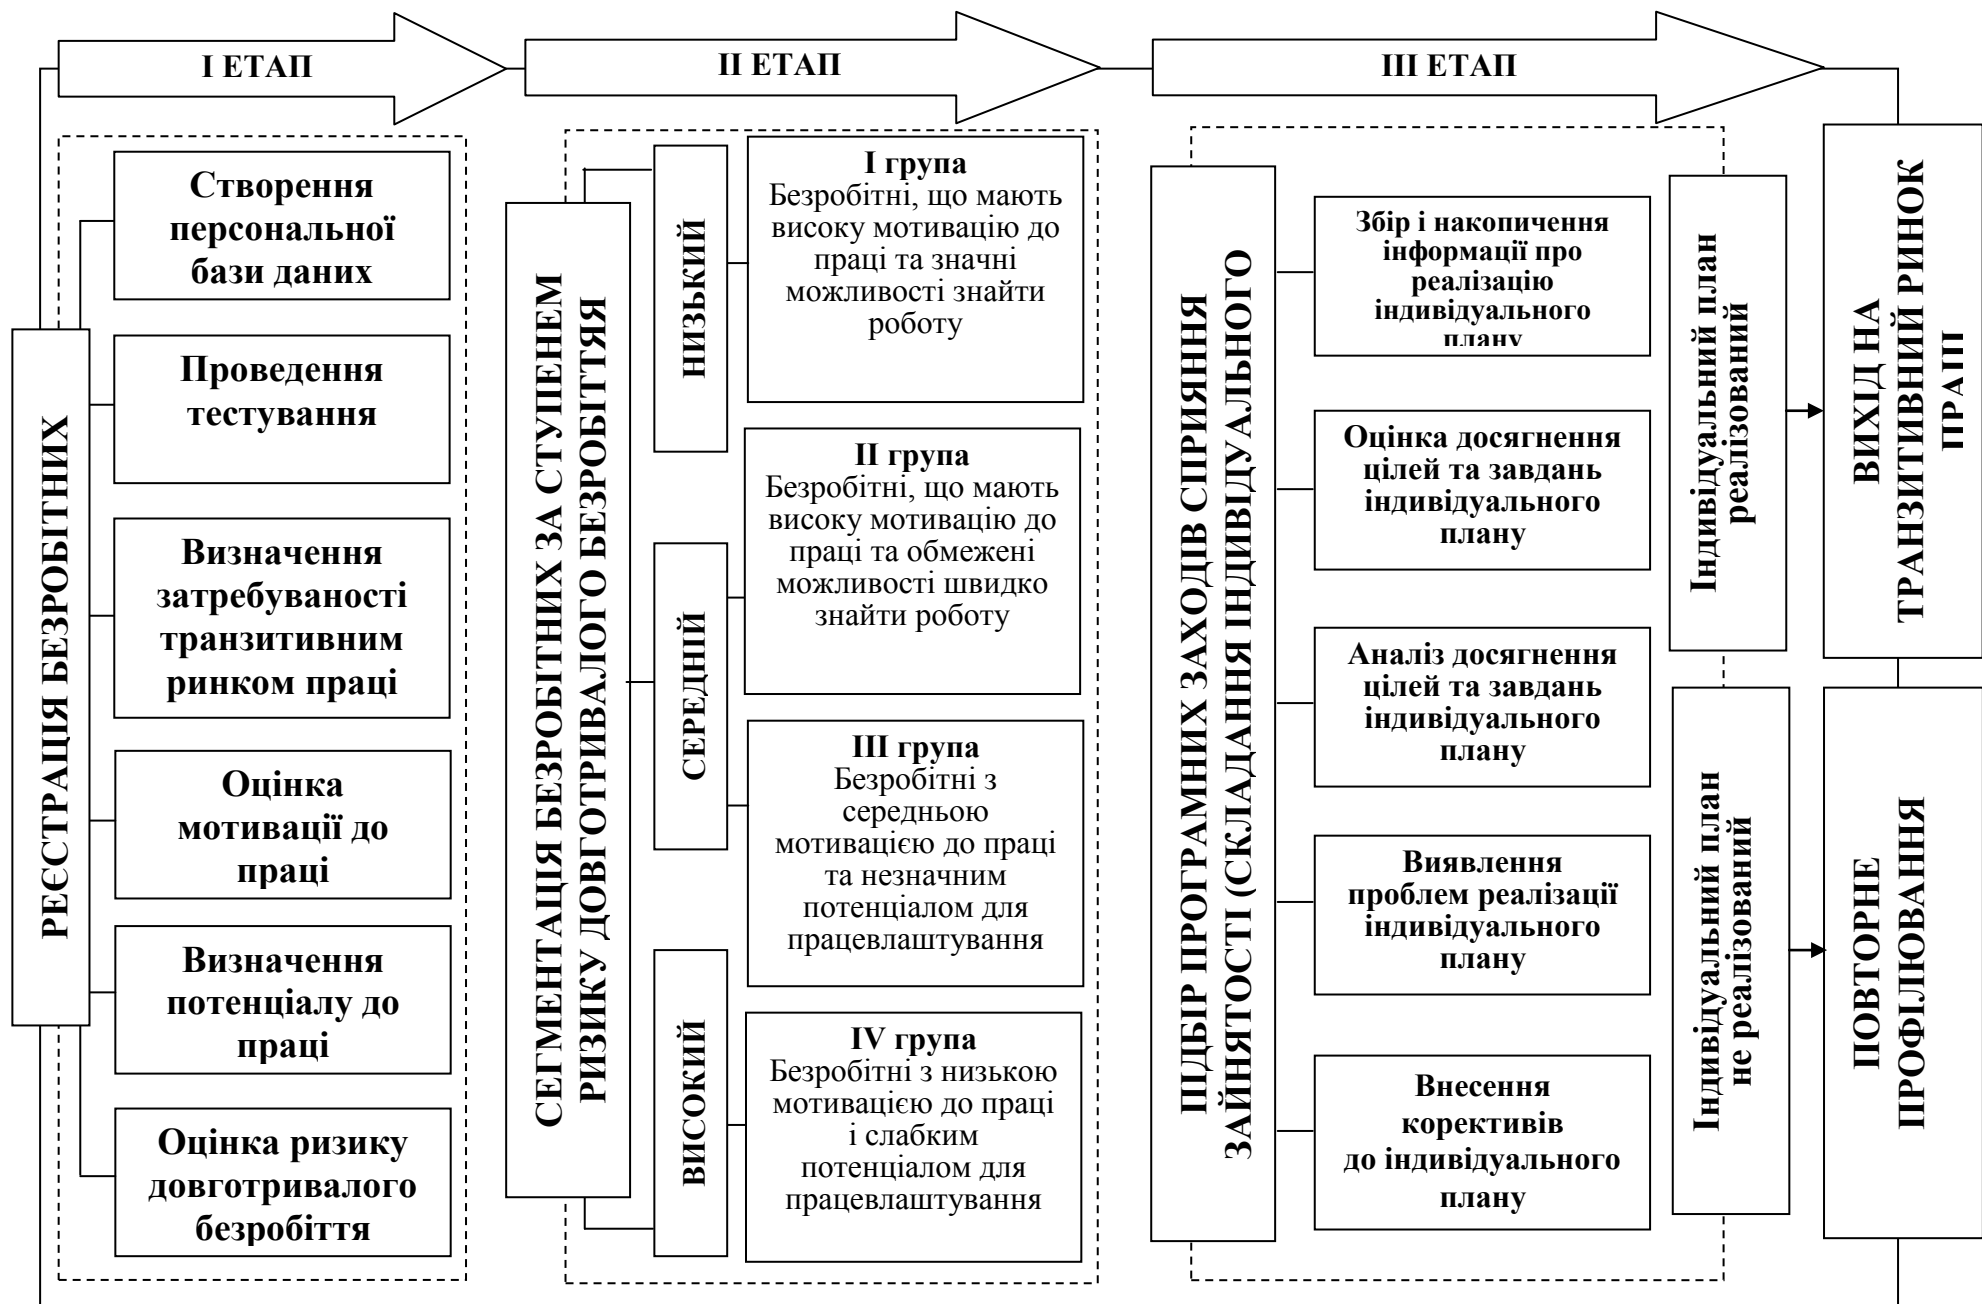 І ЕТАП
ІІ ЕТАП
ІІІ ЕТАП
РЕЄСТРАЦІЯ БЕЗРОБІТНИХ
Створення
персональної
бази даних
Проведення
тестування
Визначення
затребуваності
транзитивним
ринком праці
Оцінка
мотивації до
праці
Визначення
потенціалу до
праці
Оцінка ризику
довготривалого
безробіття
СЕГМЕНТАЦІЯ БЕЗРОБІТНИХ ЗА СТУПЕНЕМ
РИЗИКУ ДОВГОТРИВАЛОГО БЕЗРОБІТТЯЯ
НИЗЬКИЙ
СЕРЕДНІЙ
ВИСОКИЙ
І група
Безробітні, що мають
високу мотивацію до
праці та значні
можливості знайти
роботу
ІІ група
Безробітні, що мають
високу мотивацію до
праці та обмежені
можливості швидко
знайти роботу
ІІІ група
Безробітні з
середньою
мотивацією до праці
та незначним
потенціалом для
працевлаштування
IV група
Безробітні з низькою
мотивацією до праці
і слабким
потенціалом для
працевлаштування
ПІДБІР ПРОГРАМНИХ ЗАХОДІВ СПРИЯННЯ
ЗАЙНЯТОСТІ (СКЛАДАННЯ ІНДИВІДУАЛЬНОГО
Збір і накопичення
інформації про
реалізацію
індивідуального
плану
Оцінка досягнення
цілей та завдань
індивідуального
плану
Аналіз досягнення
цілей та завдань
індивідуального
плану
Виявлення
проблем реалізації
індивідуального
плану
Внесення
корективів
до індивідуального
плану
Індивідуальний план
реалізований
Індивідуальний план
не реалізований
ВИХІД НА
ТРАНЗИТИВНИЙ РИНОК
ПРАЦІ
ПОВТОРНЕ
ПРОФІЛЮВАННЯ